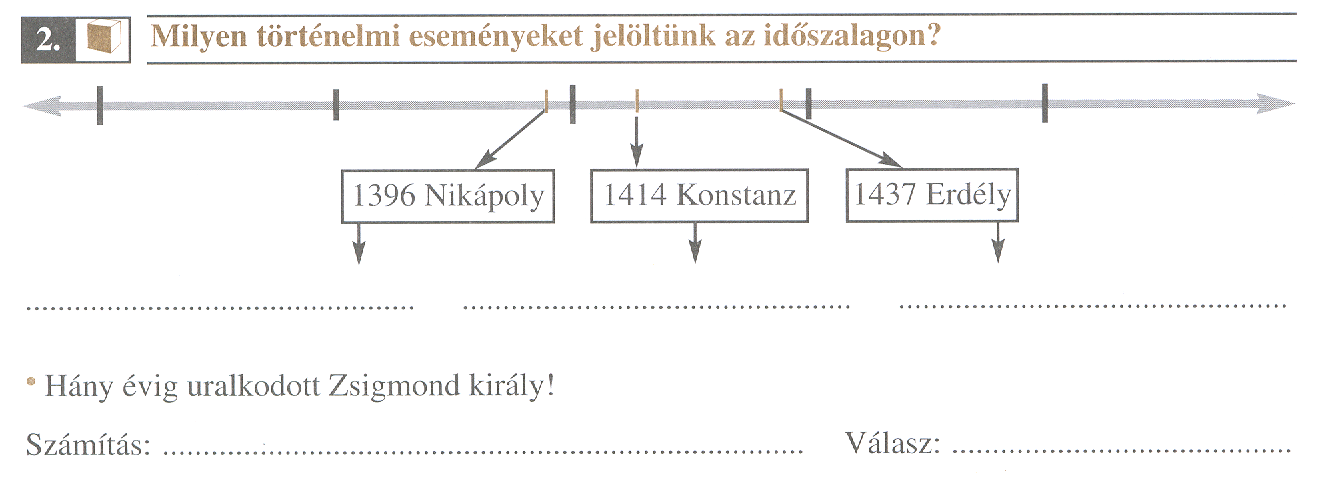 2. Milyen történelmi eseményeket jelöltünk az időszalagon?
1396 Nikápoly
1414 Konstanz
1437 Erdély
................................................................
................................................................
................................................................
• Hány évig uralkodott Zsigmond király!
Számítás: ................................................................ Válasz: ................................................................